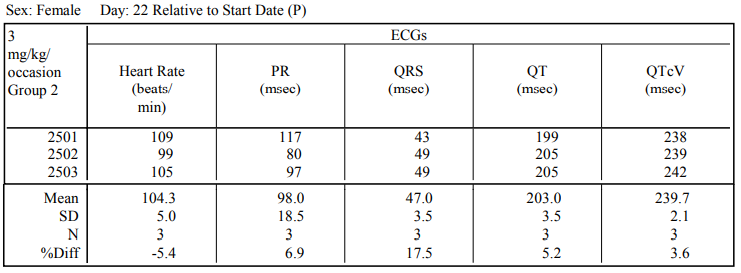 Sex: Female Day: 22 Relative to Start Date (P)
3 mg/kg/ occasion Group 2 ECGs
Heart Rate (beats/ min) PR (msec) QRS (msec) QT (msec) QTcV (msec)
2501 109 117 43 199 238
2502 99 80 49 205 239
2503 105 97 49 205 242
Mean 104.3 98.0 47.0 203.0 239.7
SD 5.0 18.5 3.5 3.5 2.1
N 3 3 3 3 3
%Diff -5.4 6.9 17.5 5.2 3.6